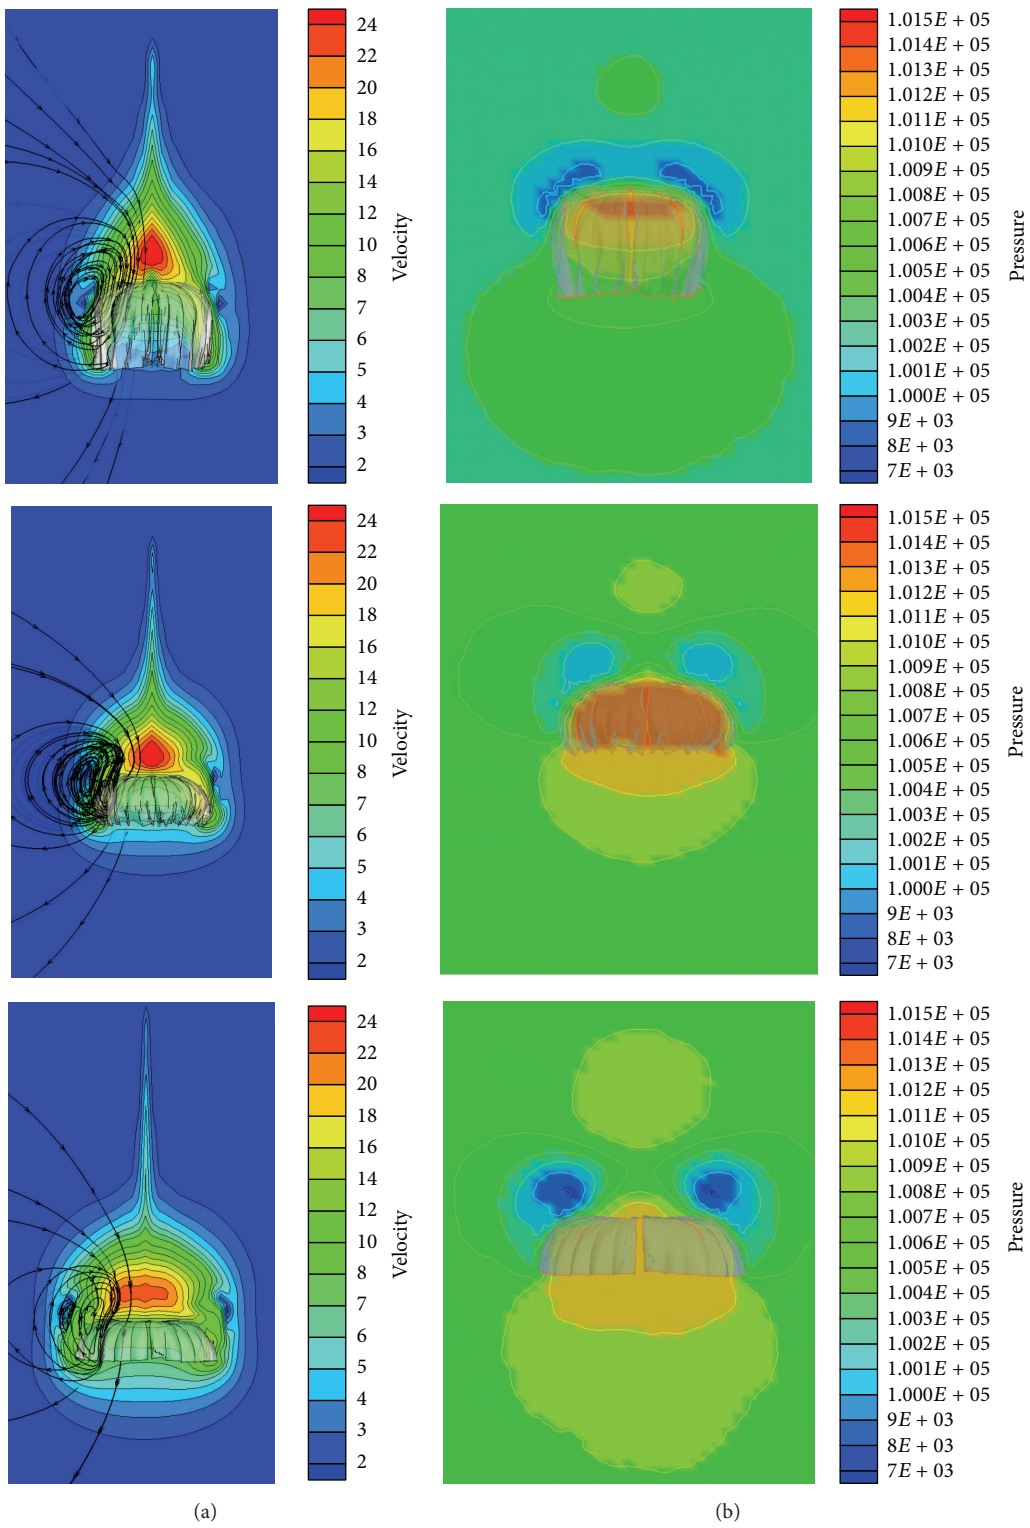 24
22
20
18
16
14
12
10
8
7
6
5
4
3
2
Velocity
1.015E + 05
1.014E + 05
1.013E + 05
1.012E + 05
1.011E + 05
1.010E + 05
1.009E + 05
1.008E + 05
1.007E + 05
1.006E + 05
1.005E + 05
1.004E + 05
1.003E + 05
1.002E + 05
1.001E + 05
1.000E + 05
9E + 03
8E + 03
7E + 03
Pressure
24
22
20
18
16
14
12
10
8
7
6
5
4
3
2
Velocity
1.015E + 05
1.014E + 05
1.013E + 05
1.012E + 05
1.011E + 05
1.010E + 05
1.009E + 05
1.008E + 05
1.007E + 05
1.006E + 05
1.005E + 05
1.004E + 05
1.003E + 05
1.002E + 05
1.001E + 05
1.000E + 05
9E + 03
8E + 03
7E + 03
Pressure
24
22
20
18
16
14
12
10
8
7
6
5
4
3
2
Velocity
1.015E + 05
1.014E + 05
1.013E + 05
1.012E + 05
1.011E + 05
1.010E + 05
1.009E + 05
1.008E + 05
1.007E + 05
1.006E + 05
1.005E + 05
1.004E + 05
1.003E + 05
1.002E + 05
1.001E + 05
1.000E + 05
9E + 03
8E + 03
7E + 03
Pressure
(a)
(b)